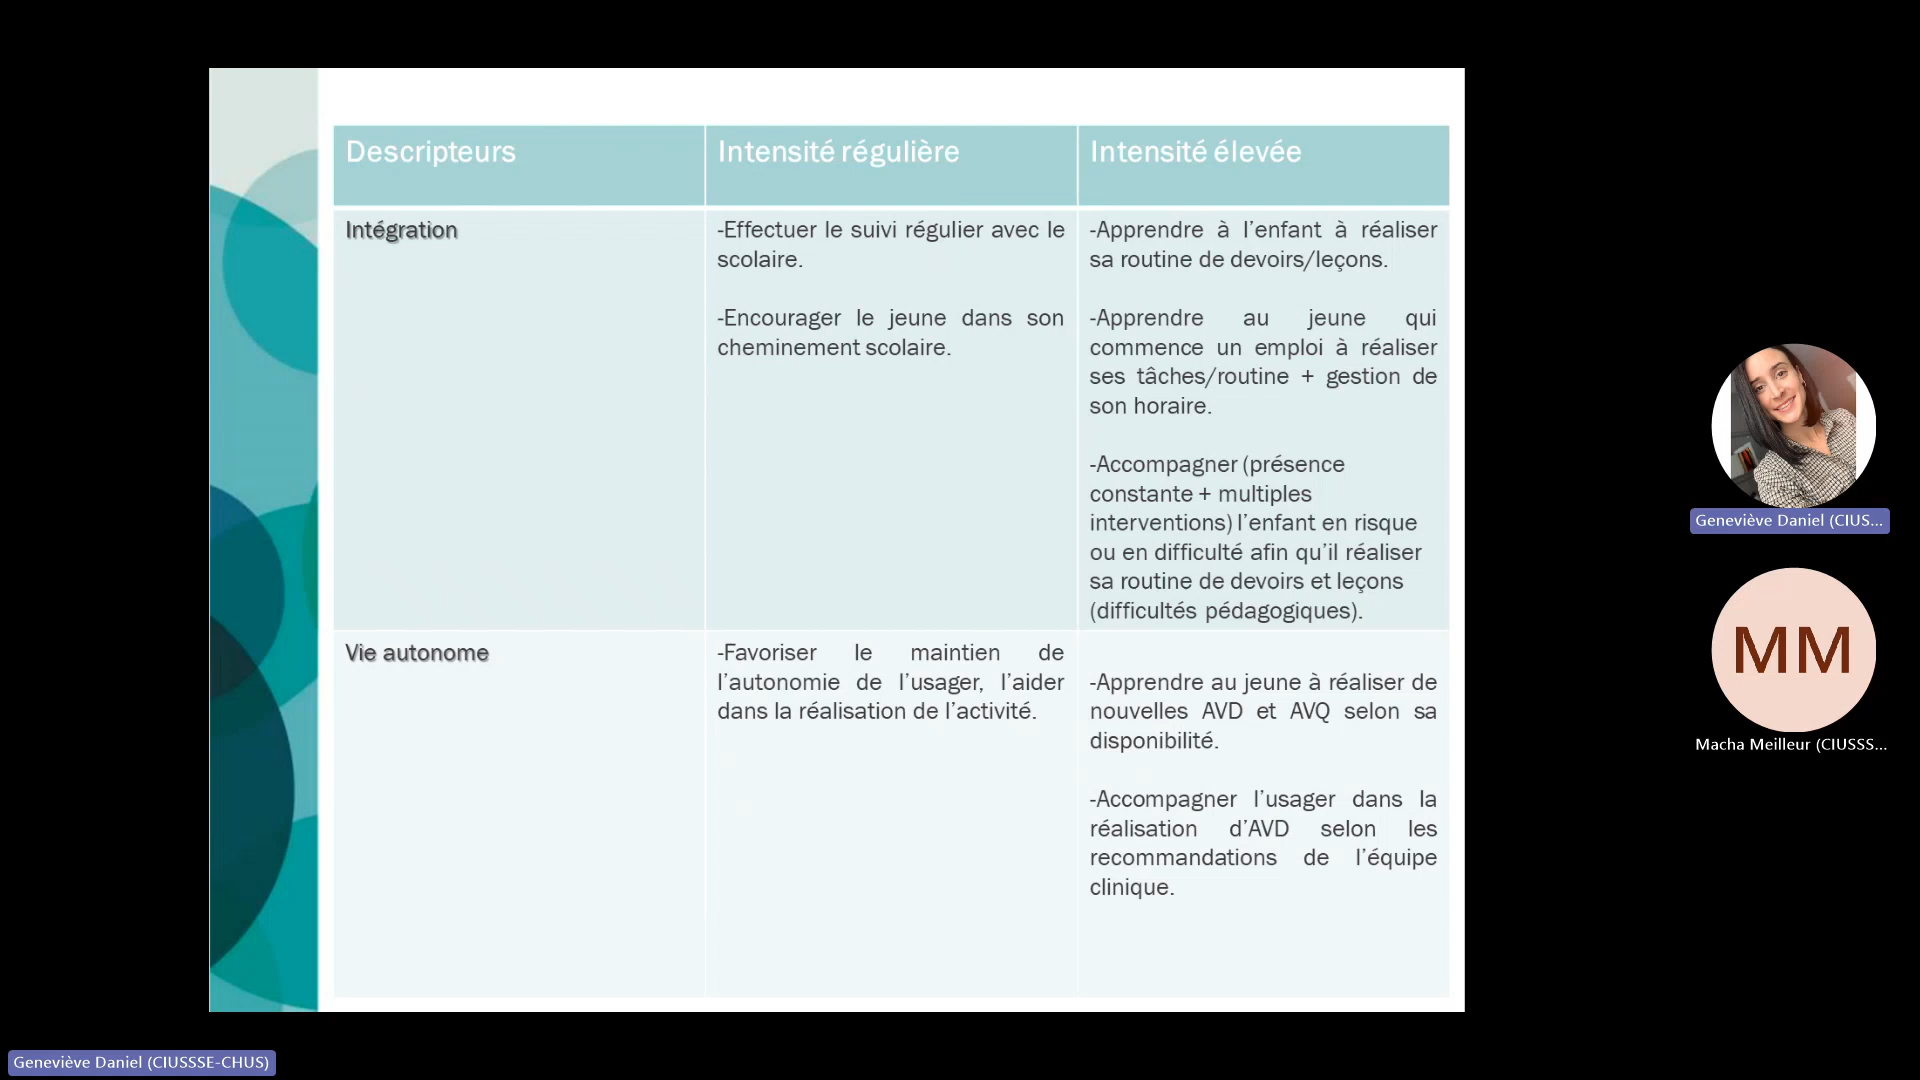 Descripteurs
Intensité régulière
Intensité élevée
Intégration
-Effectuer le suivi régulier avec le
scolaire.
-Encourager le jeune dans son
cheminement scolaire.
-Apprendre à l’enfant à réaliser
sa routine de devoirs/leçons.
-Apprendre au jeune qui
commence un emploi à réaliser
ses tâches/routine + gestion de
son horaire.
-Accompagner (présence
constante + multiples
interventions) l’enfant en risque
ou en difficulté afin qu’il réaliser
sa routine de devoirs et leçons
(difficultés pédagogiques).
Vie autonome
-Favoriser le maintien de
l’autonomie de l’usager, l’aider
dans la réalisation de l’activité.
-Apprendre au jeune à réaliser de
nouvelles AVD et AVQ selon sa
disponibilité.
-Accompagner l’usager dans la
réalisation d’AVD selon les
recommandations de l’équipe
clinique.
Geneviève Daniel (CIUS...
MM
Macha Meilleur (CIUSSS...
Geneviève Daniel (CIUSSSE-CHUS)